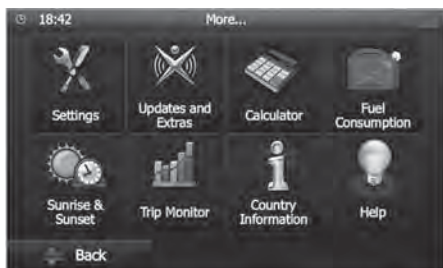 18:42 More...
Settings
Updates and
Extras
Calculator
Fuel
Consumption
Sunrise &
Sunset
Trip Monitor
Country
Information
Help
Back